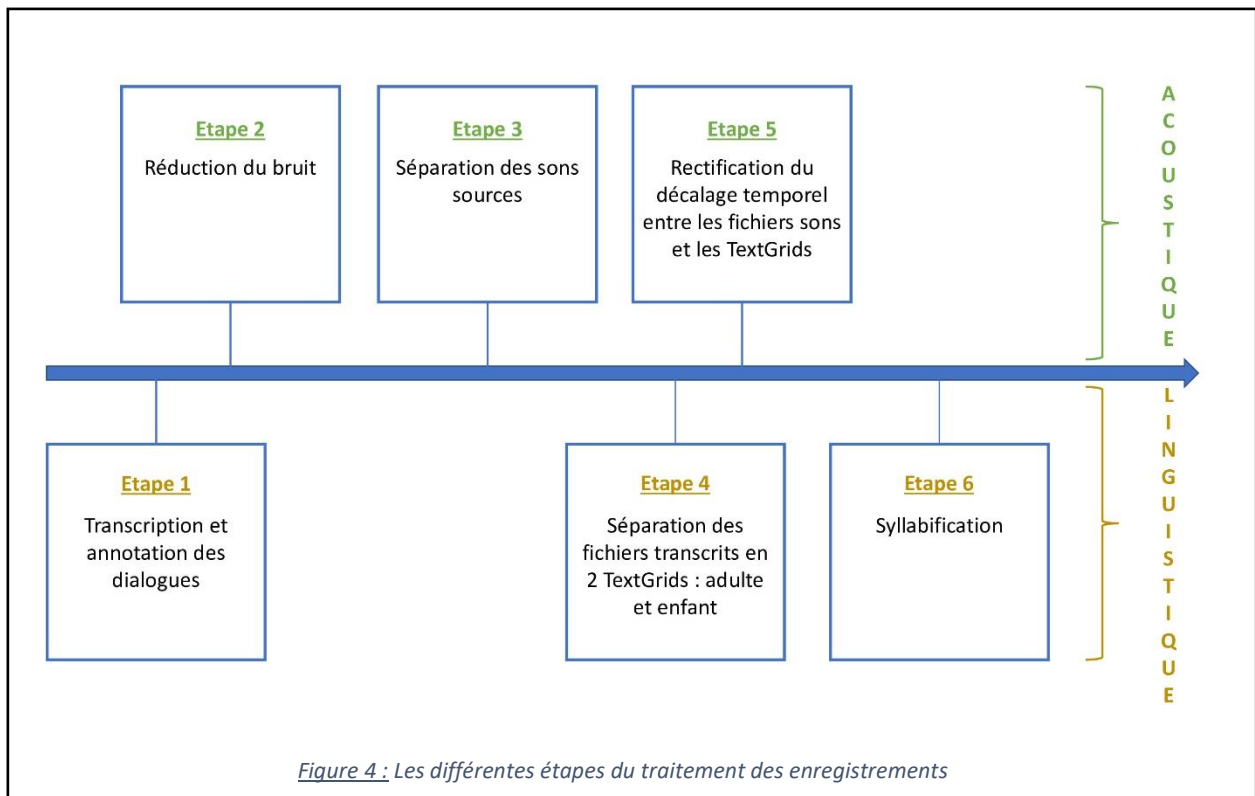 Etape 2
Réduction du bruit
Etape 3
Séparation des sons
sources
Etape 5
Rectification du
décalage temporel
entre les fichiers sons
et les TextGrids
ACOUSTIQUE
Etape 1
Transcription et
annotation des
dialogues
Etape 4
Séparation des
fichiers transcrits en
2 TextGrids : adulte
et enfant
Etape 6
Syllabification
LINGUISTIQUE
Figure 4 : Les différentes étapes du traitement des enregistrements